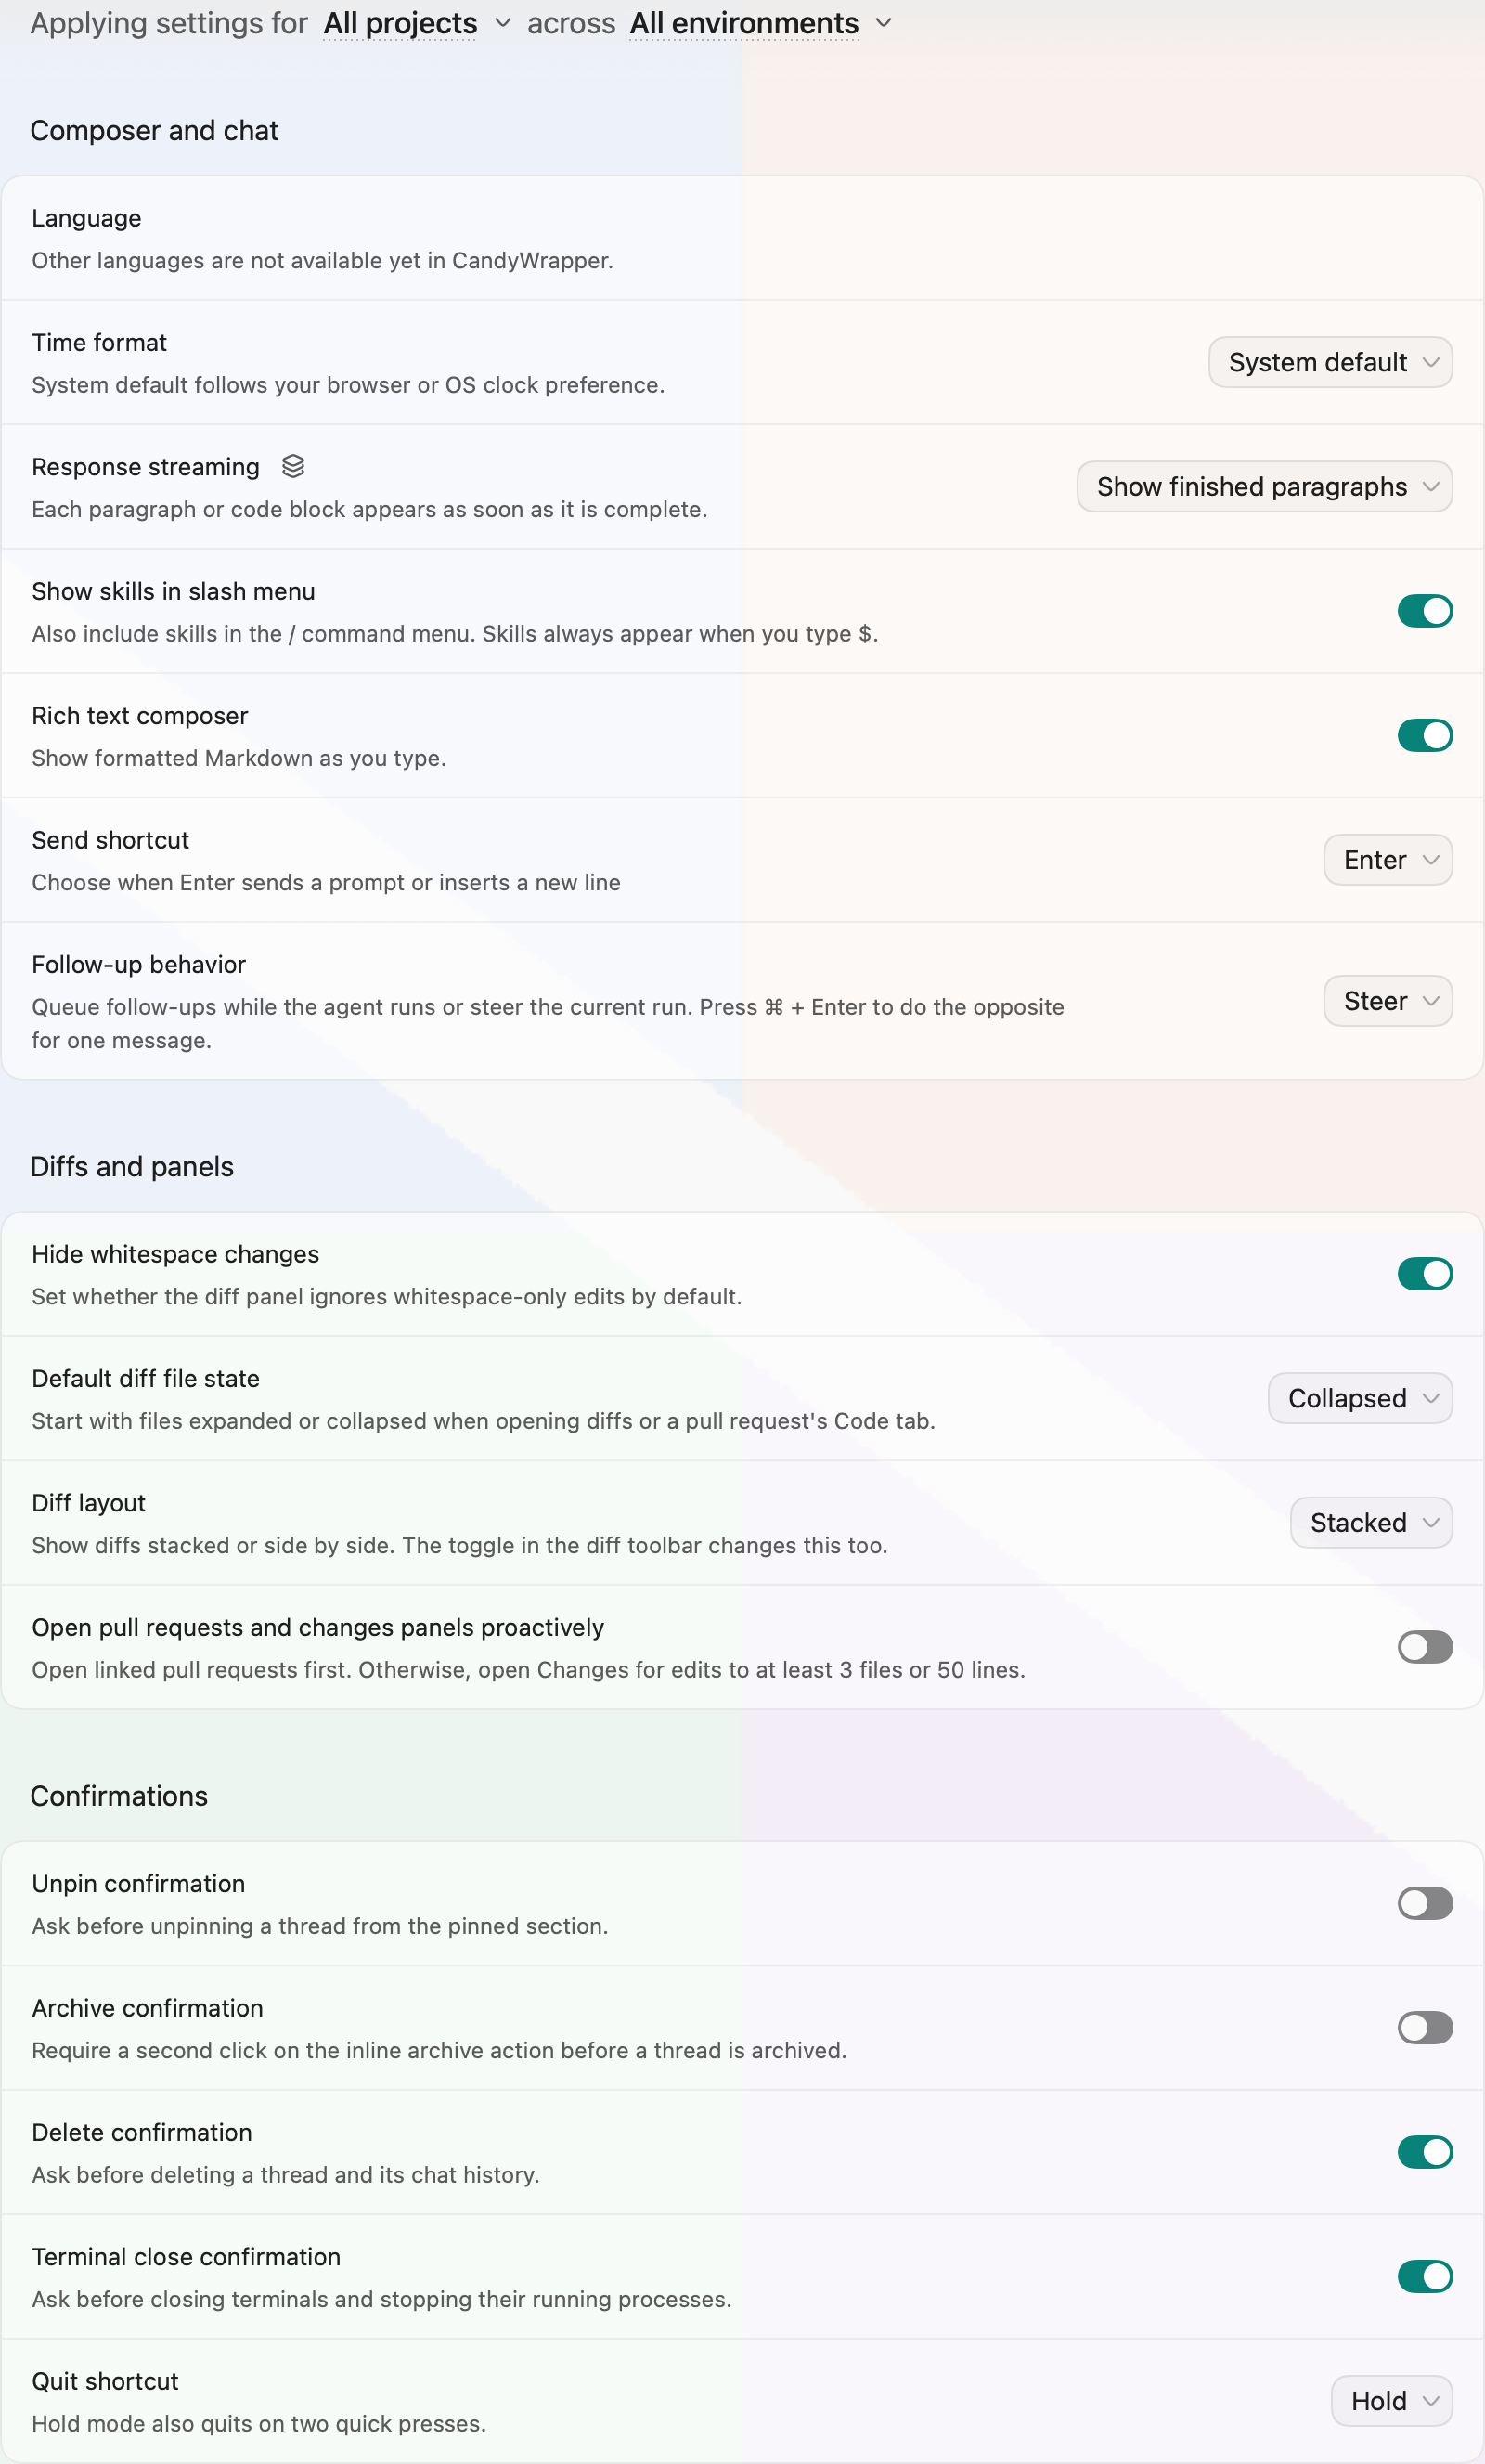 Applying settings for All projects across All environments
Composer and chat
Language
Other languages are not available yet in CandyWrapper.
Time format
System default follows your browser or OS clock preference.
System default
Response streaming
Each paragraph or code block appears as soon as it is complete.
Show finished paragraphs
Show skills in slash menu
Also include skills in the / command menu. Skills always appear when you type $.
Rich text composer
Show formatted Markdown as you type.
Send shortcut
Choose when Enter sends a prompt or inserts a new line
Enter
Follow-up behavior
Queue follow-ups while the agent runs or steer the current run. Press ⌘ + Enter to do the opposite
for one message.
Steer
Diffs and panels
Hide whitespace changes
Set whether the diff panel ignores whitespace-only edits by default.
Default diff file state
Start with files expanded or collapsed when opening diffs or a pull request's Code tab.
Collapsed
Diff layout
Show diffs stacked or side by side. The toggle in the diff toolbar changes this too.
Stacked
Open pull requests and changes panels proactively
Open linked pull requests first. Otherwise, open Changes for edits to at least 3 files or 50 lines.
Confirmations
Unpin confirmation
Ask before unpinning a thread from the pinned section.
Archive confirmation
Require a second click on the inline archive action before a thread is archived.
Delete confirmation
Ask before deleting a thread and its chat history.
Terminal close confirmation
Ask before closing terminals and stopping their running processes.
Quit shortcut
Hold mode also quits on two quick presses.
Hold